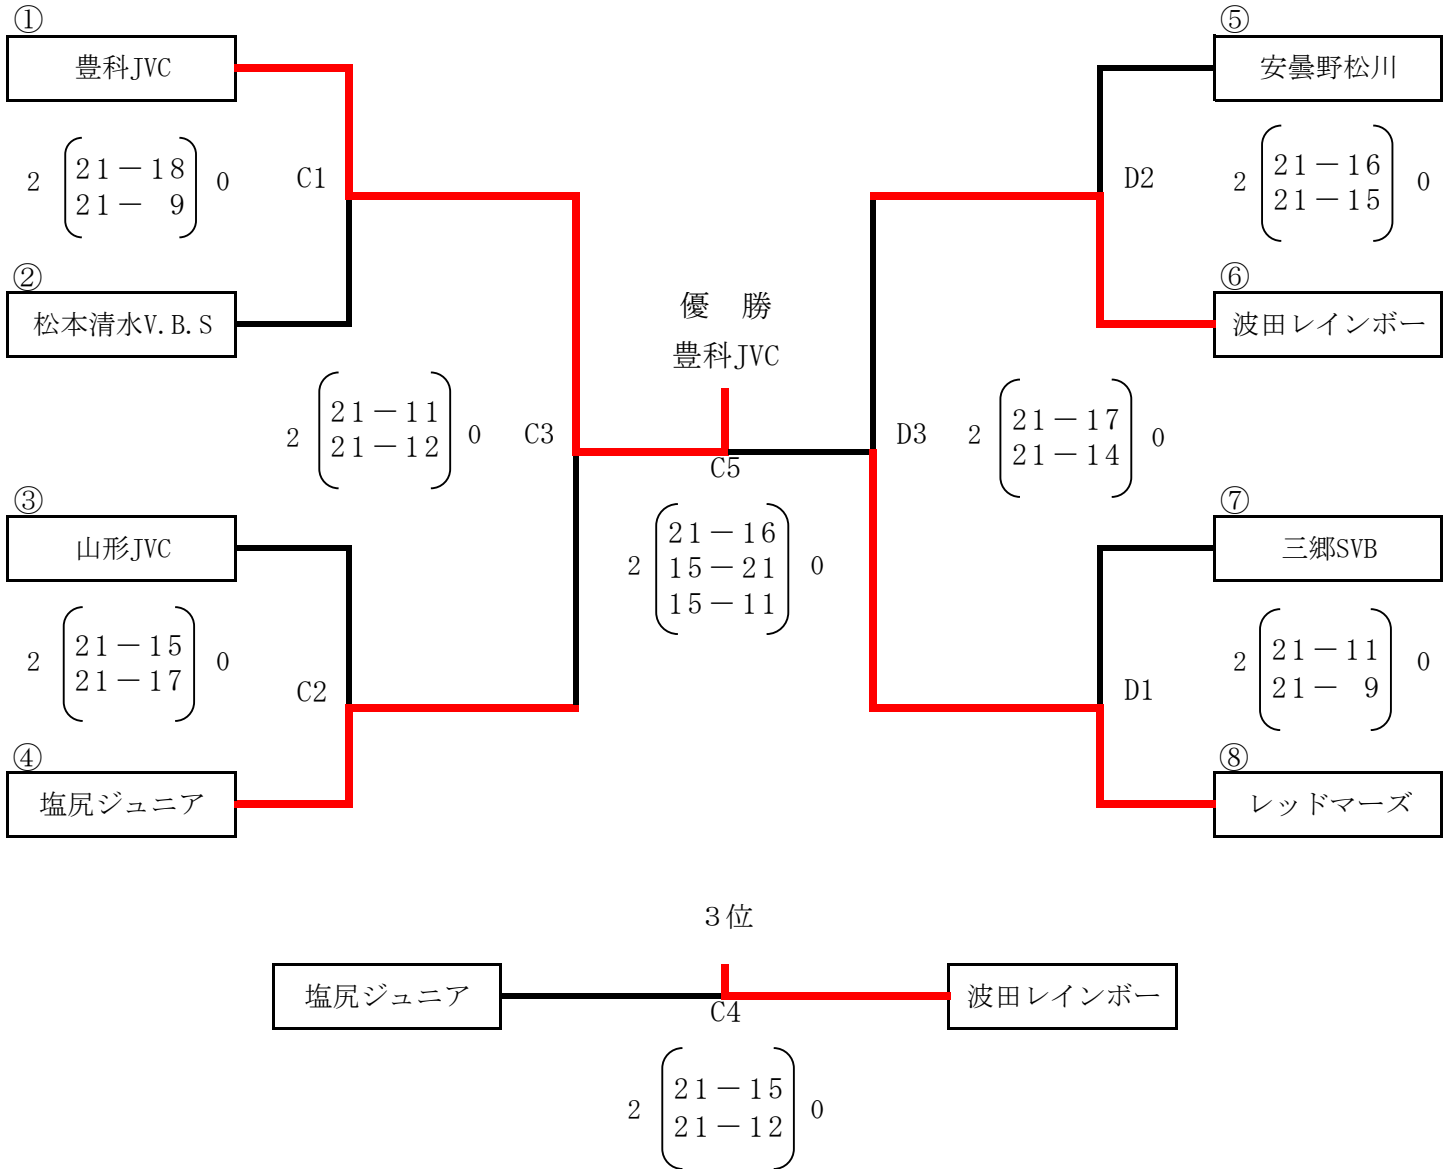 ①
豊科JVC
2 21－18 0
21－ 9
C1
②
松本清水V.B.S
2 21－11 0
21－12
C3
③
山形JVC
2 21－15 0
21－17
C2
④
塩尻ジュニア
優　勝
豊科JVC
C5
2 21－16 0
15－21
15－11
⑤
安曇野松川
D2
2 21－16 0
21－15
⑥
波田レインボー
D3
2 21－17 0
21－14
⑦
三郷SVB
D1
2 21－11 0
21－ 9
⑧
レッドマーズ
３位
塩尻ジュニア
波田レインボー
C4
2 21－15 0
21－12